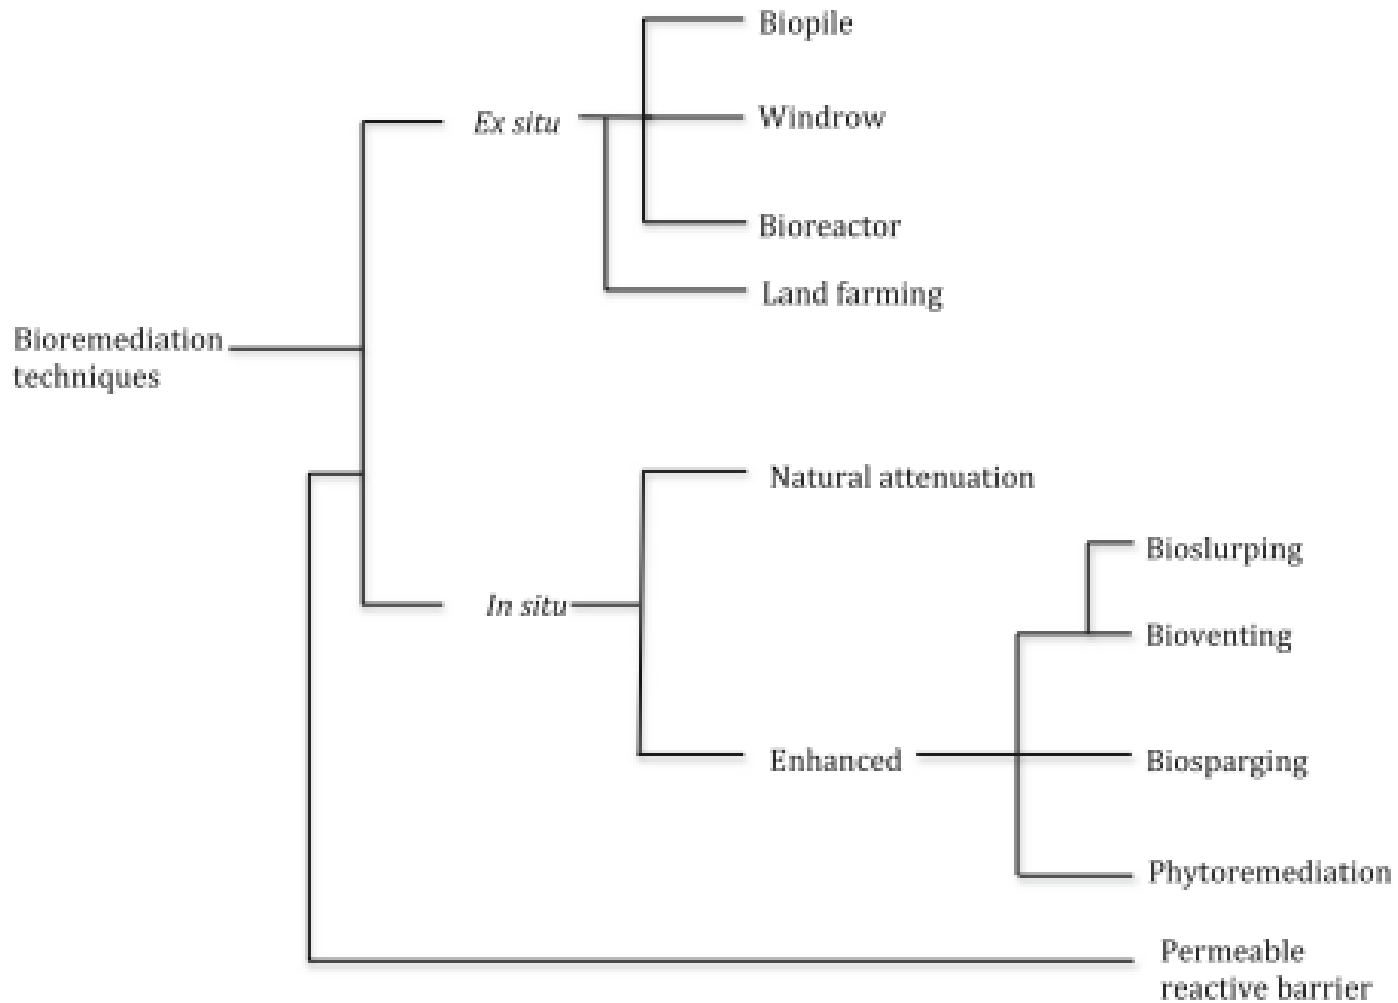 Biopile
Ex situ
Windrow
Bioreactor
Land farming
Bioremediation
techniques
Natural attenuation
Bioslurping
In situ
Bioventing
Enhanced
Biosparging
Phytoremediation
Permeable
reactive barrier